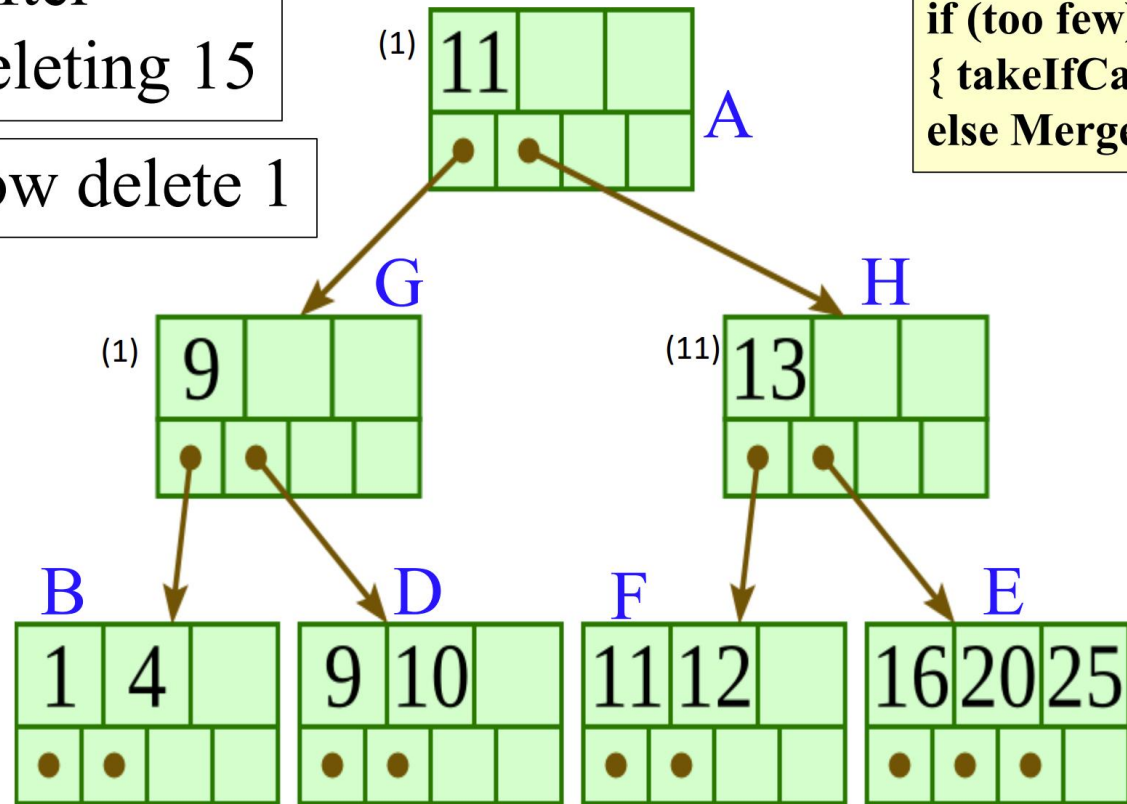 eleting 15
ow delete 1
if (too few)
{ takeIfCa
else Merge
(1) 11
A
G
H
(1) 9
(11) 13
B
D
F
E
1 4
9 10
11 12
16 20 25